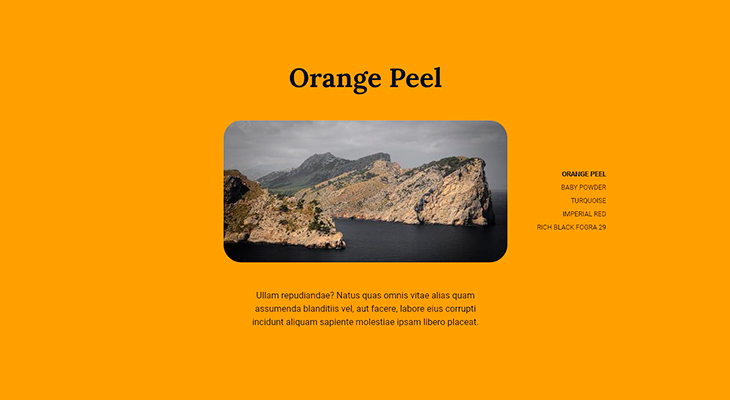 Orange Peel
ORANGE PEEL
BABY POWDER
TURQUOISE
IMPERIAL RED
RICH BLACK FOGRA 29
Ullam repudiandae? Natus quas omnis vitae alias quam
assumenda blanditiis vel, aut facere, labore eius corrupti
incidunt aliquam sapiente molestiae ipsam libero placeat.